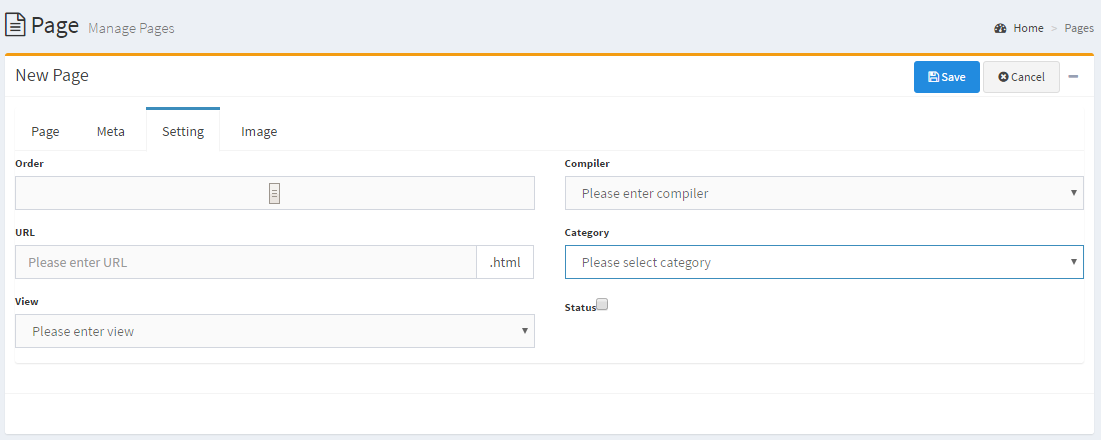 Page Manage Pages
Home > Pages
New Page
Save
Cancel
Page Meta Setting Image
Order
Compiler
Please enter compiler
URL
Please enter URL .html
Category
Please select category
View
Please enter view
Status